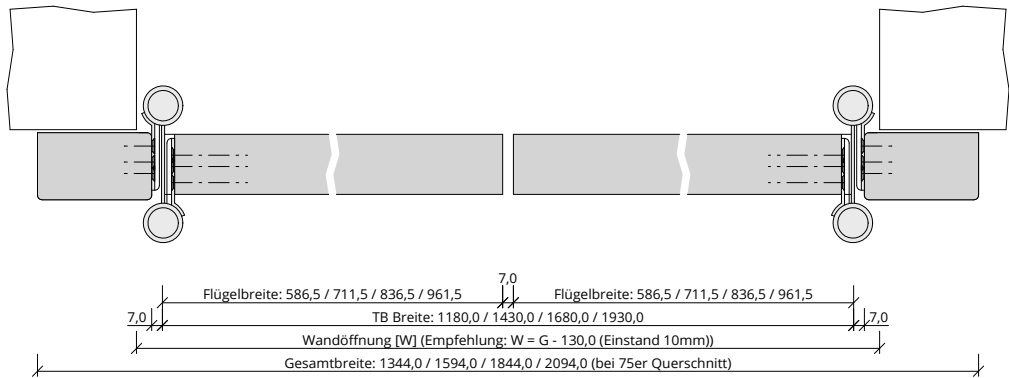 7,0
Flügelbreite: 586,5 / 711,5 / 836,5 / 961,5 Flügelbreite: 586,5 / 711,5 / 836,5 / 961,5
7,0 TB Breite: 1180,0 / 1430,0 / 1680,0 / 1930,0 7,0
Wandöffnung [W] (Empfehlung: W = G - 130,0 (Einstand 10mm))
Gesamtbreite: 1344,0 / 1594,0 / 1844,0 / 2094,0 (bei 75er Querschnitt)